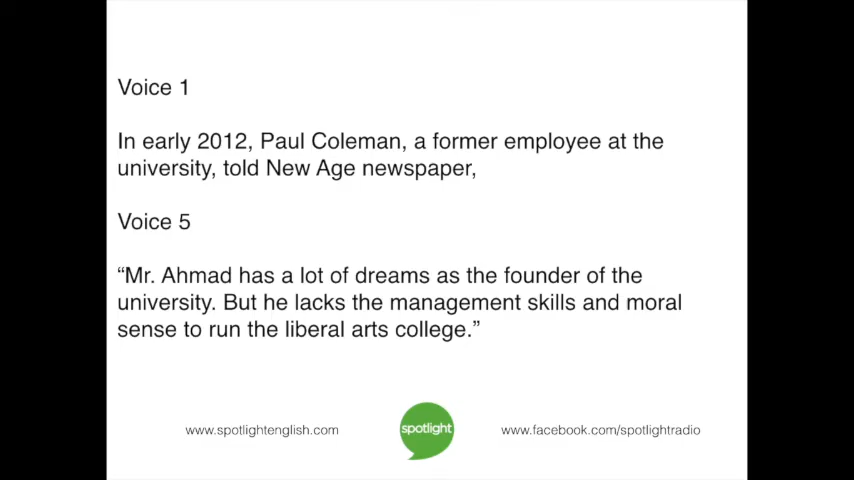 Voice 1
In early 2012, Paul Coleman, a former employee at the
university, told New Age newspaper,
Voice 5
“Mr. Ahmad has a lot of dreams as the founder of the
university. But he lacks the management skills and moral
sense to run the liberal arts college.”
www.spotlightenglish.com
spotlight
www.facebook.com/spotlightradio